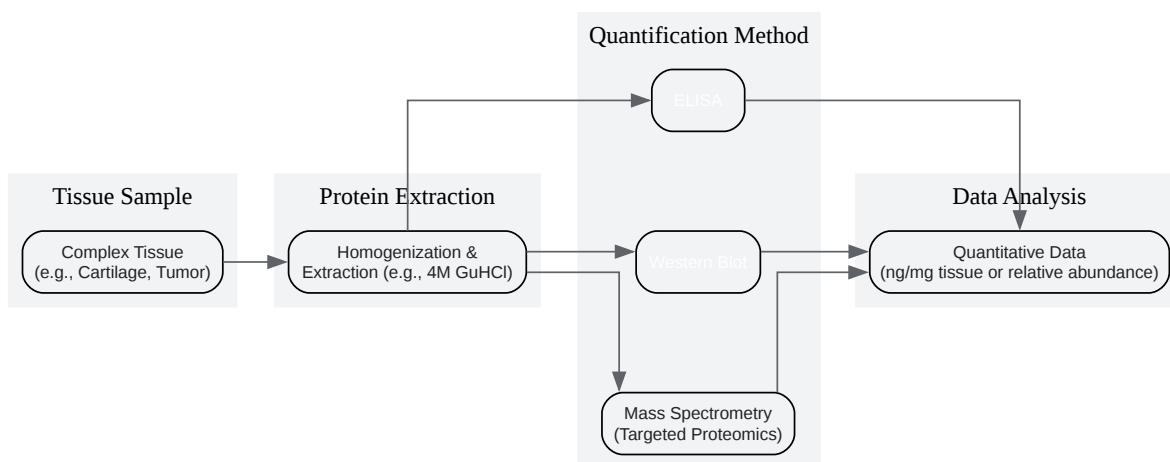 Quantification Method
ELISA
Tissue Sample
Protein Extraction
Data Analysis
Complex Tissue
(e.g., Cartilage, Tumor)
Homogenization &
Extraction (e.g., 4M GuHCl)
Western Blot
Quantitative Data
(ng/mg tissue or relative abundance)
Mass Spectrometry
(Targeted Proteomics)